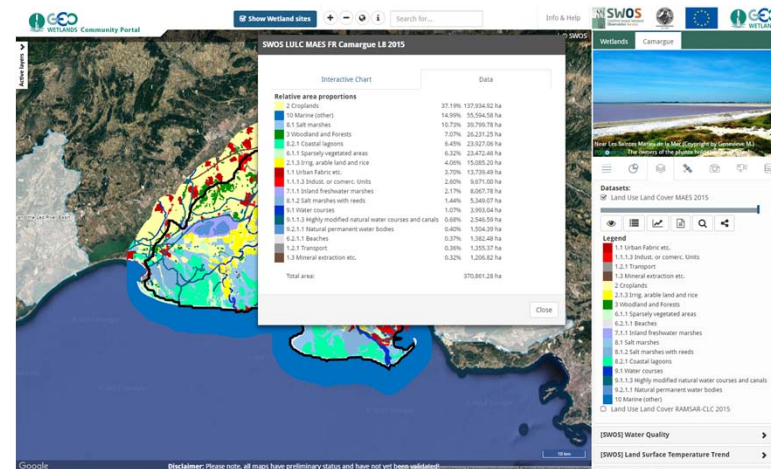 GEO
WETLANDS Community Portal
Show Wetland sites
Search for...
Info & Help
SWOS
GEO
WETLANDS
Active layers
SWOS LULC MAES FR Camargue L8 2015
Interactive Chart
Data
Relative area proportions
2 Croplands 37.19% 137,934.92 ha
10 Marine (other) 14.99% 55,594.58 ha
8.1 Salt marshes 10.73% 39,799.78 ha
3 Woodland and Forests 7.07% 26,231.25 ha
8.2.1 Coastal lagoons 6.45% 23,927.06 ha
6.1.1 Sparsely vegetated areas 6.32% 23,472.48 ha
2.1.3 Irrig. arable land and rice 4.06% 15,085.20 ha
1.1 Urban Fabric etc. 3.70% 13,739.49 ha
1.1.1.3 Indust. or comerc. Units 2.60% 9,671.00 ha
7.1.1 Inland freshwater marshes 2.17% 8,067.78 ha
8.1.2 Salt marshes with reeds 1.44% 5,349.07 ha
9.1 Water courses 1.07% 3,993.04 ha
9.1.1.3 Highly modified natural water courses and canals 0.68% 2,546.59 ha
9.2.1.1 Natural permanent water bodies 0.40% 1,504.39 ha
6.2.1.1 Beaches 0.37% 1,382.48 ha
1.2.1 Transport 0.36% 1,355.37 ha
1.3 Mineral extraction etc. 0.32% 1,206.82 ha
Total area: 370,861.28 ha
Close
Wetlands
Camargue
Near Les Saintes Maries de la Mer (Copyright by Genevieve M.)
The owners of the photos
Datasets:
Land Use Land Cover MAES 2015
Legend
1.1 Urban Fabric etc.
1.1.1.3 Indust. or comerc. Units
1.2.1 Transport
1.3 Mineral extraction etc.
2 Croplands
2.1.3 Irrig. arable land and rice
3 Woodland and Forests
6.1.1 Sparsely vegetated areas
6.2.1.1 Beaches
7.1.1 Inland freshwater marshes
8.1 Salt marshes
8.1.2 Salt marshes with reeds
8.2.1 Coastal lagoons
9.1 Water courses
9.1.1.3 Highly modified natural water courses and canals
9.2.1.1 Natural permanent water bodies
10 Marine (other)
Land Use Land Cover RAMSAR-CLC 2015
[SWOS] Water Quality
[SWOS] Land Surface Temperature Trend
10 km
Google
Disclaimer: Please note, all maps have preliminary status and have not yet been validated!